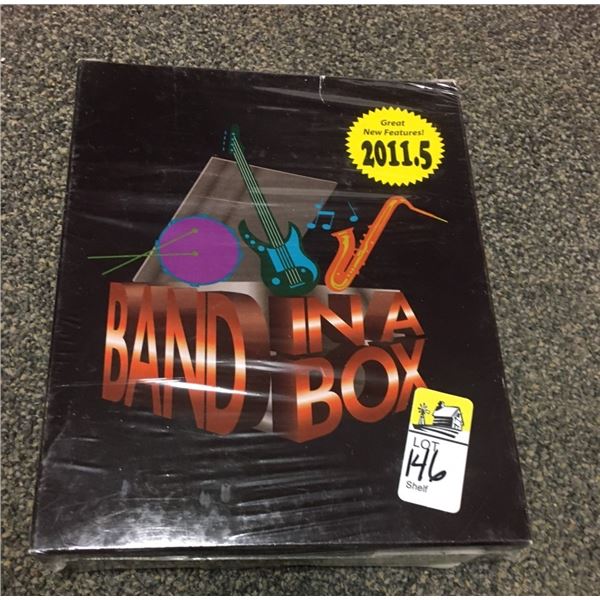 Great
New Features!
2011.5
BAND IN A
BOX
LOT
146
Shelf